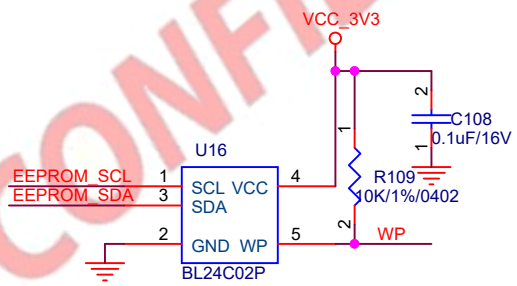 VCC_3V3
2
C108
0.1uF/16V
1
1
R109
10K/1%/0402
2
U16
EEPROM_SCL
1
SCL
VCC
4
EEPROM_SDA
3
SDA
2
GND
WP
5
WP
BL24C02P
CONFI